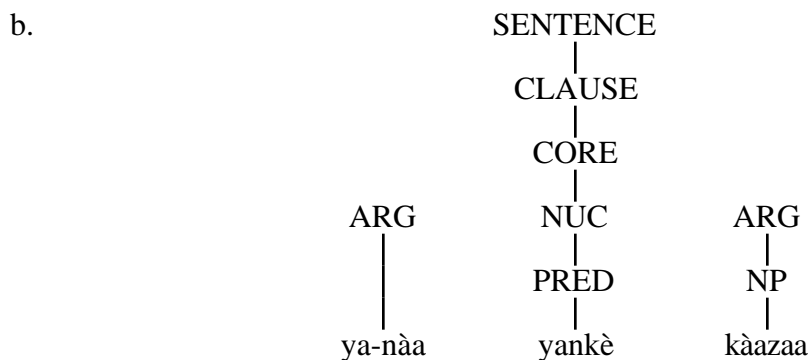 b. SENTENCE
CLAUSE
CORE
ARG NUC ARG
PRED NP
ya-nàa yankè kàazaa